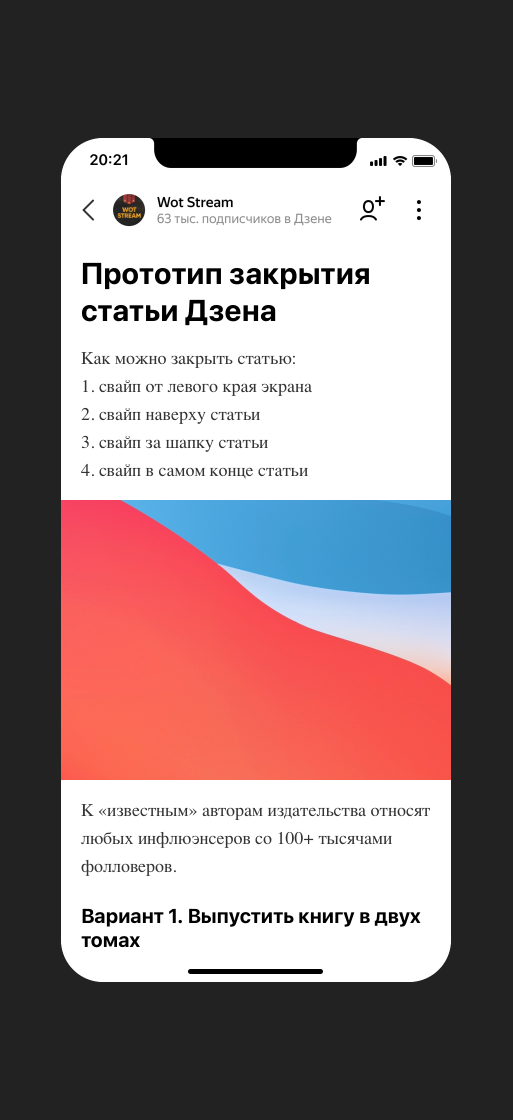 20:21
WOT
STREAM
Wot Stream
63 тыс. подписчиков в Дзене
Прототип закрытия
статьи Дзена
Как можно закрыть статью:
1. свайп от левого края экрана
2. свайп наверху статьи
3. свайп за шапку статьи
4. свайп в самом конце статьи
К «известным» авторам издательства относят
любых инфлюэнсеров со 100+ тысячами
фолловеров.
Вариант 1. Выпустить книгу в двух
томах